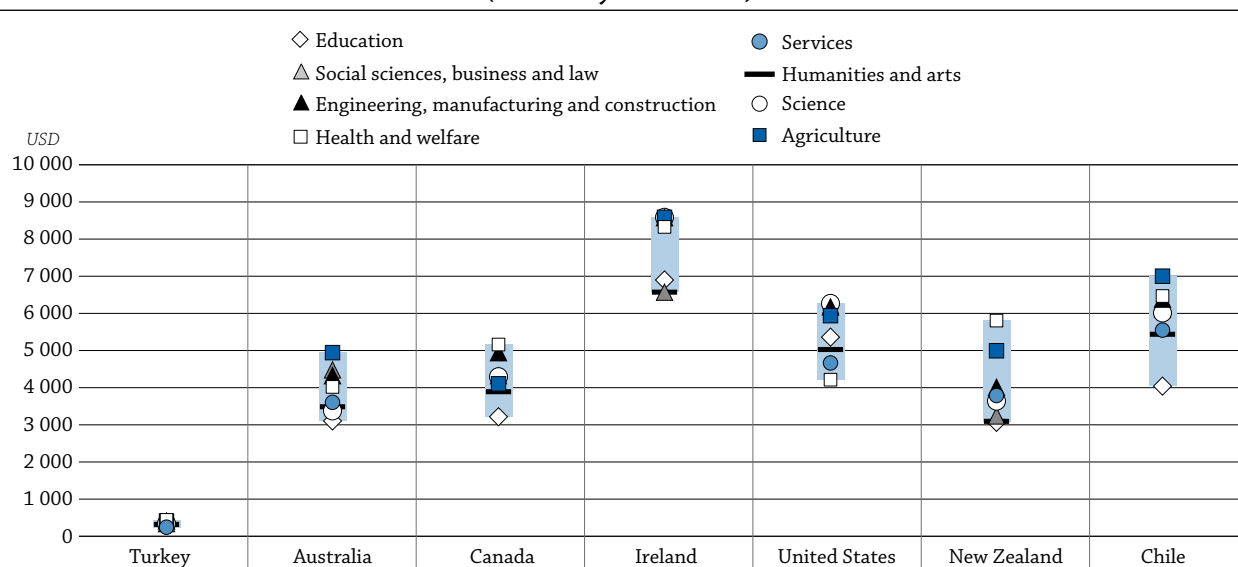 Education
Services
Social sciences, business and law
Humanities and arts
Engineering, manufacturing and construction
Science
Health and welfare
Agriculture
USD
10 000
9 000
8 000
7 000
6 000
5 000
4 000
3 000
2 000
1 000
0
Turkey
Australia
Canada
Ireland
United States
New Zealand
Chile